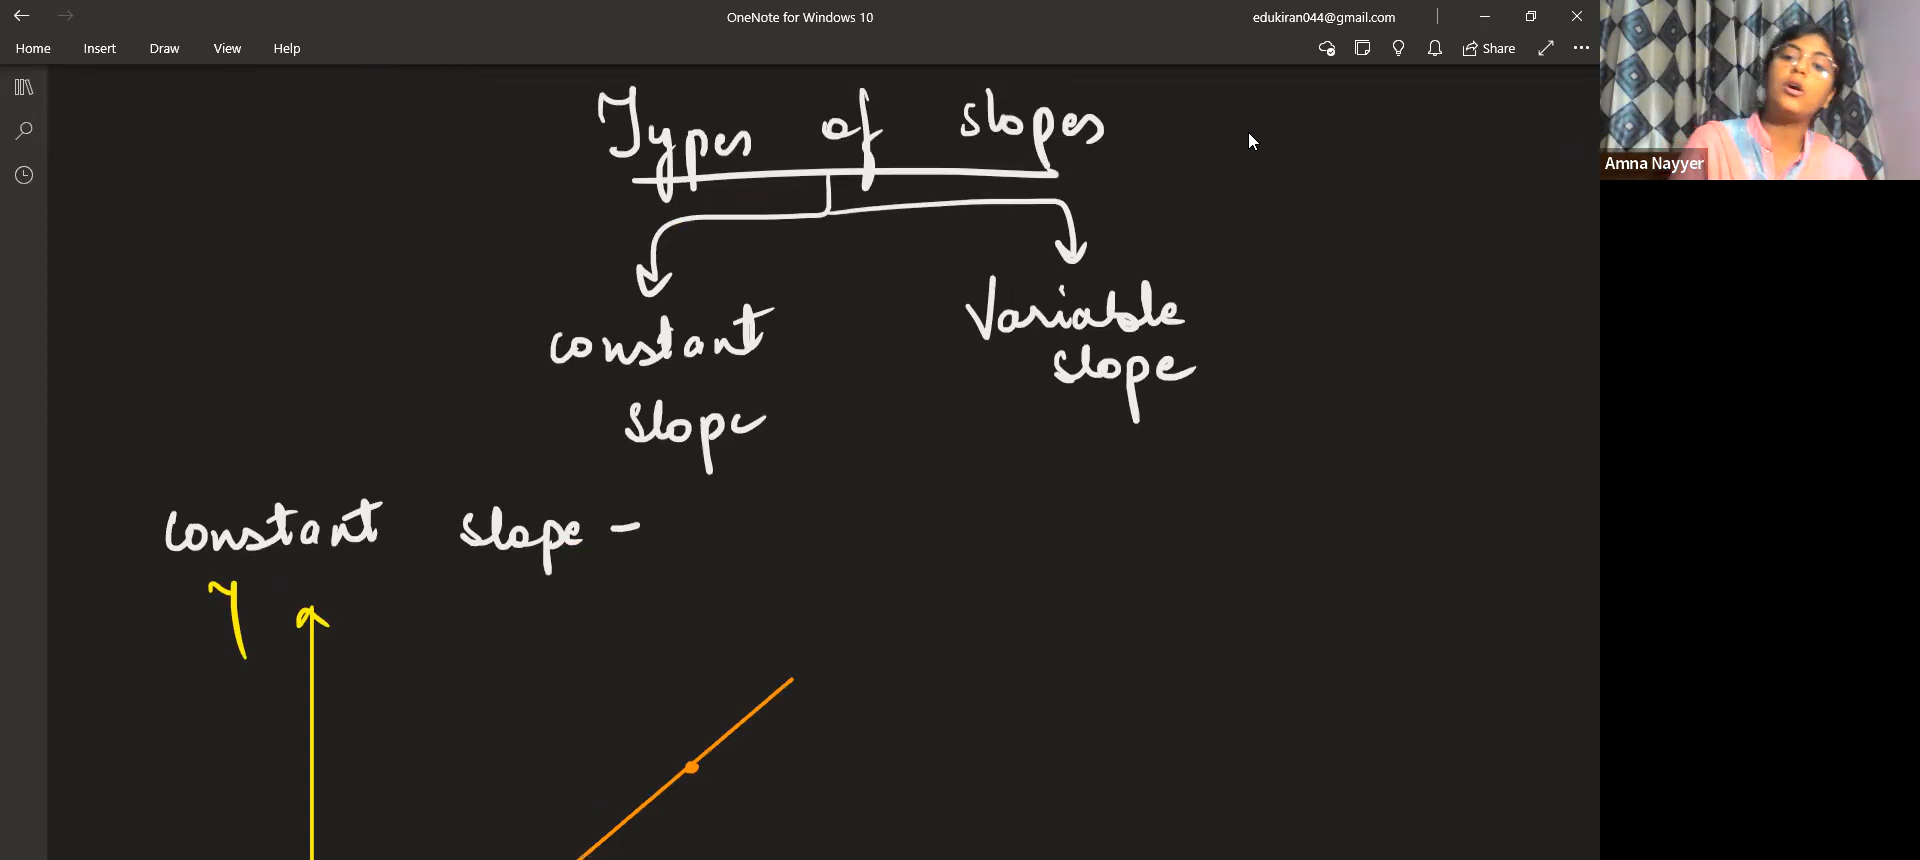 OneNote for Windows 10
edukiran044@gmail.com
Home Insert Draw View Help
Share
Amna Nayyer
Types of slopes
constant
slope
Variable
slope
constant slope -
Y